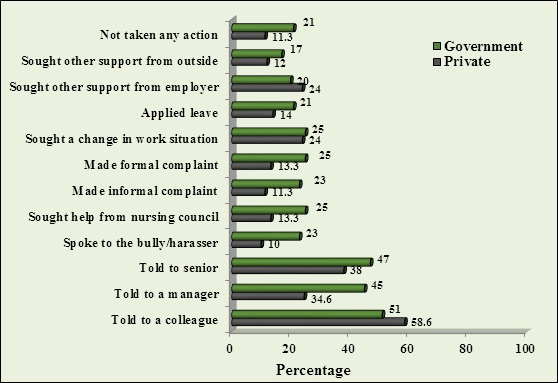 Not taken any action 21
11.3
Government
Private
Sought other support from outside 17
12
Sought other support from employer 20
24
Applied leave 21
14
Sought a change in work situation 25
24
Made formal complaint 25
13.3
Made informal complaint 23
11.3
Sought help from nursing council 25
13.3
Spoke to the bully/harasser 23
10
Told to senior 47
38
Told to a manager 45
34.6
Told to a colleague 51
58.6
0 20 40 60 80 100
Percentage